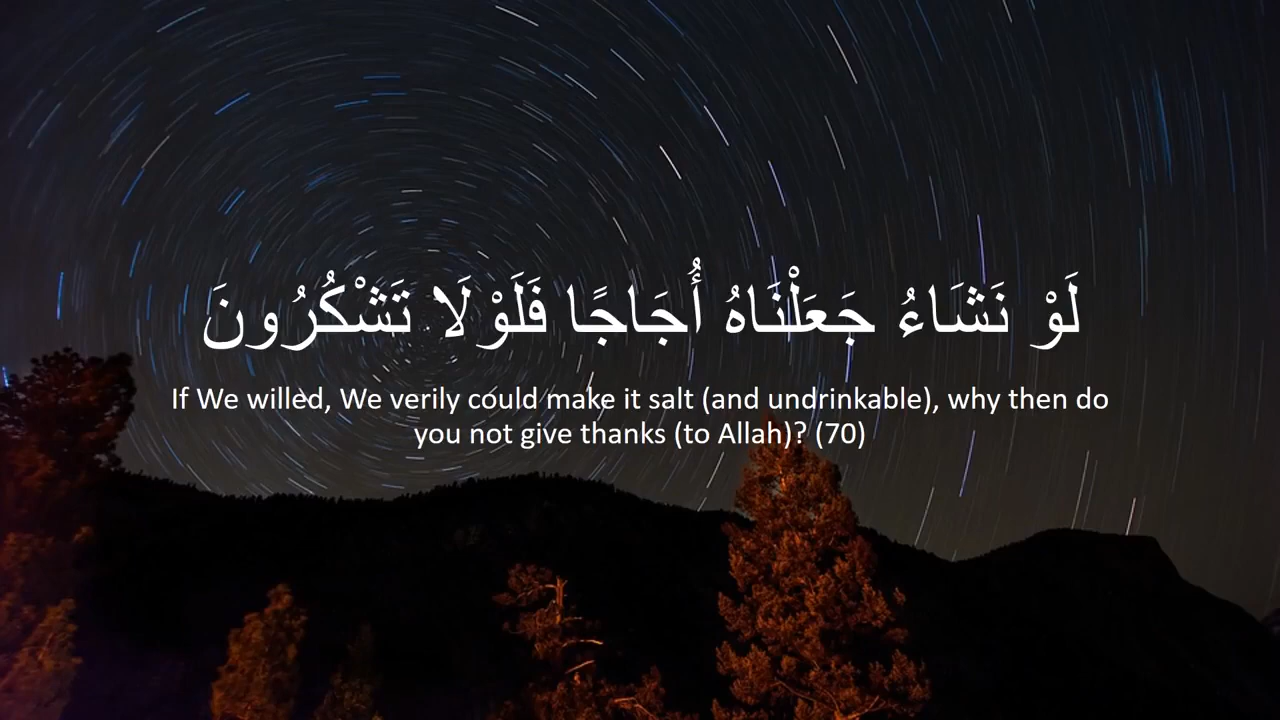 لَوْ نَشَاءُ جَعَلْنَاهُ أُجَاجًا فَلَوْلَا تَشْكُرُونَ
If We willed, We verily could make it salt (and undrinkable), why then do
you not give thanks (to Allah)? (70)